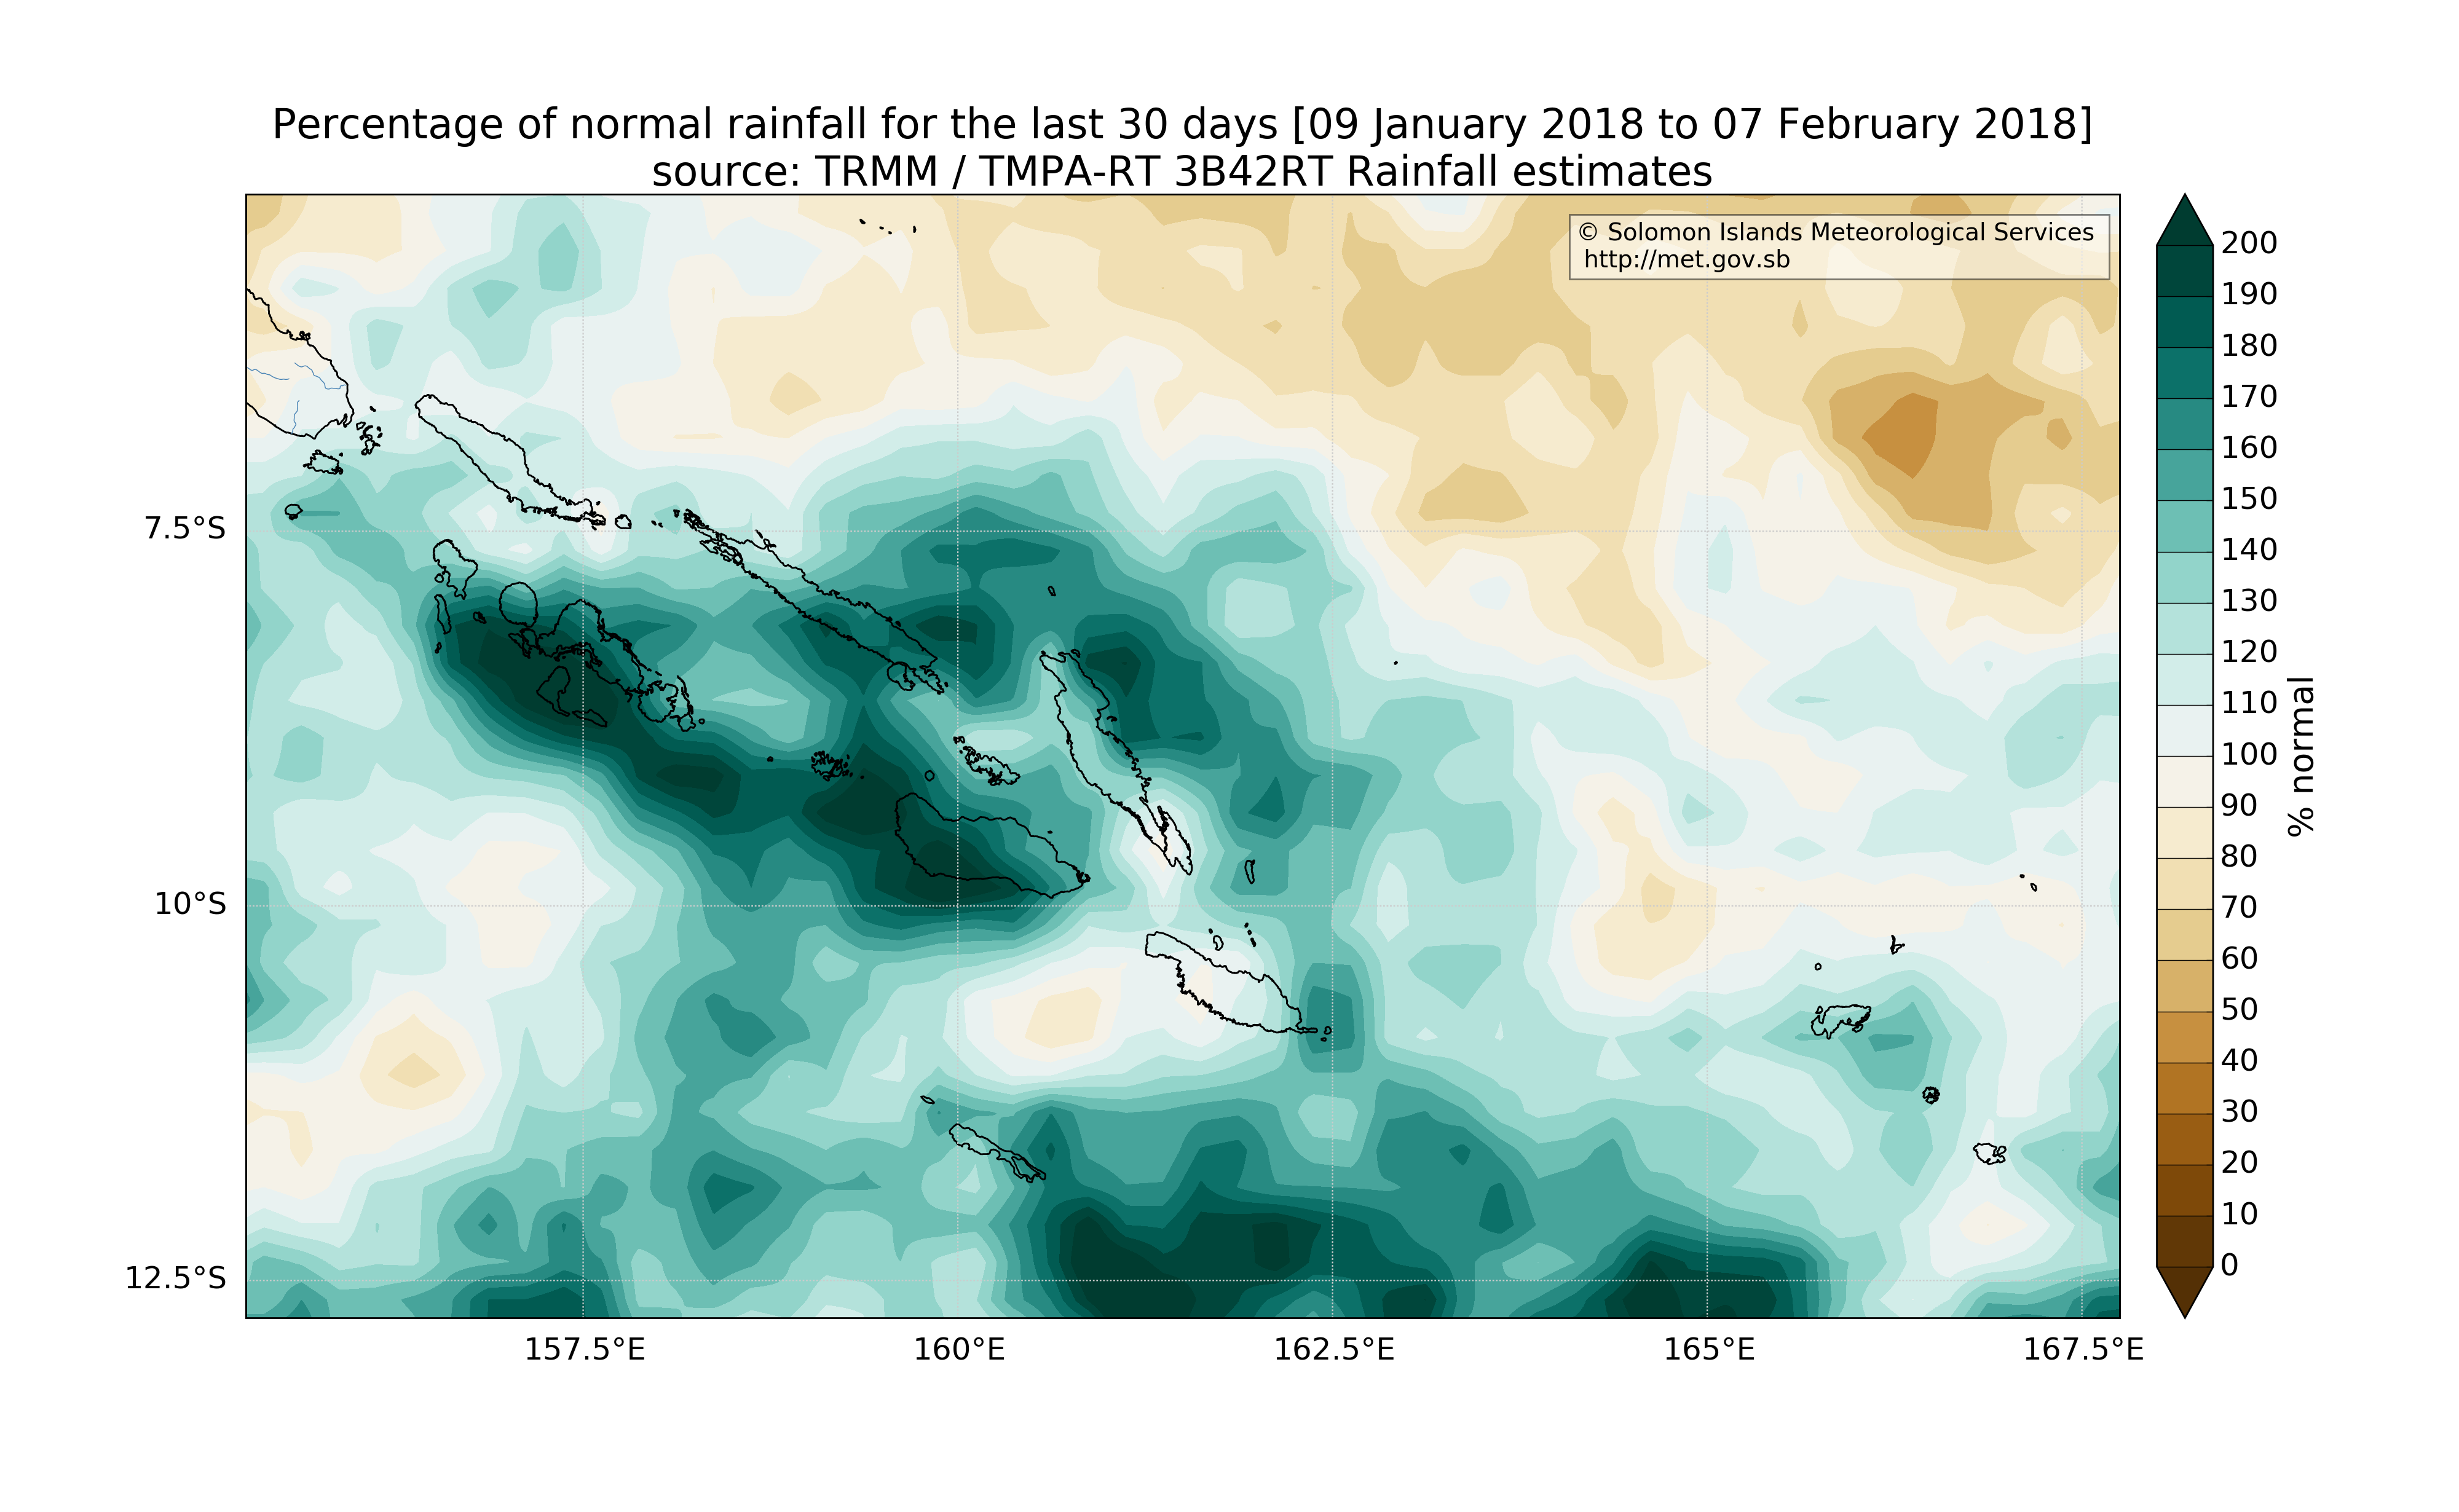 Percentage of normal rainfall for the last 30 days [09 January 2018 to 07 February 2018]
source: TRMM / TMPA-RT 3B42RT Rainfall estimates
© Solomon Islands Meteorological Services
http://met.gov.sb
7.5°S
10°S
12.5°S
157.5°E
160°E
162.5°E
165°E
167.5°E
200
190
180
170
160
150
140
130
120
110
100
90
80
70
60
50
40
30
20
10
0
% normal